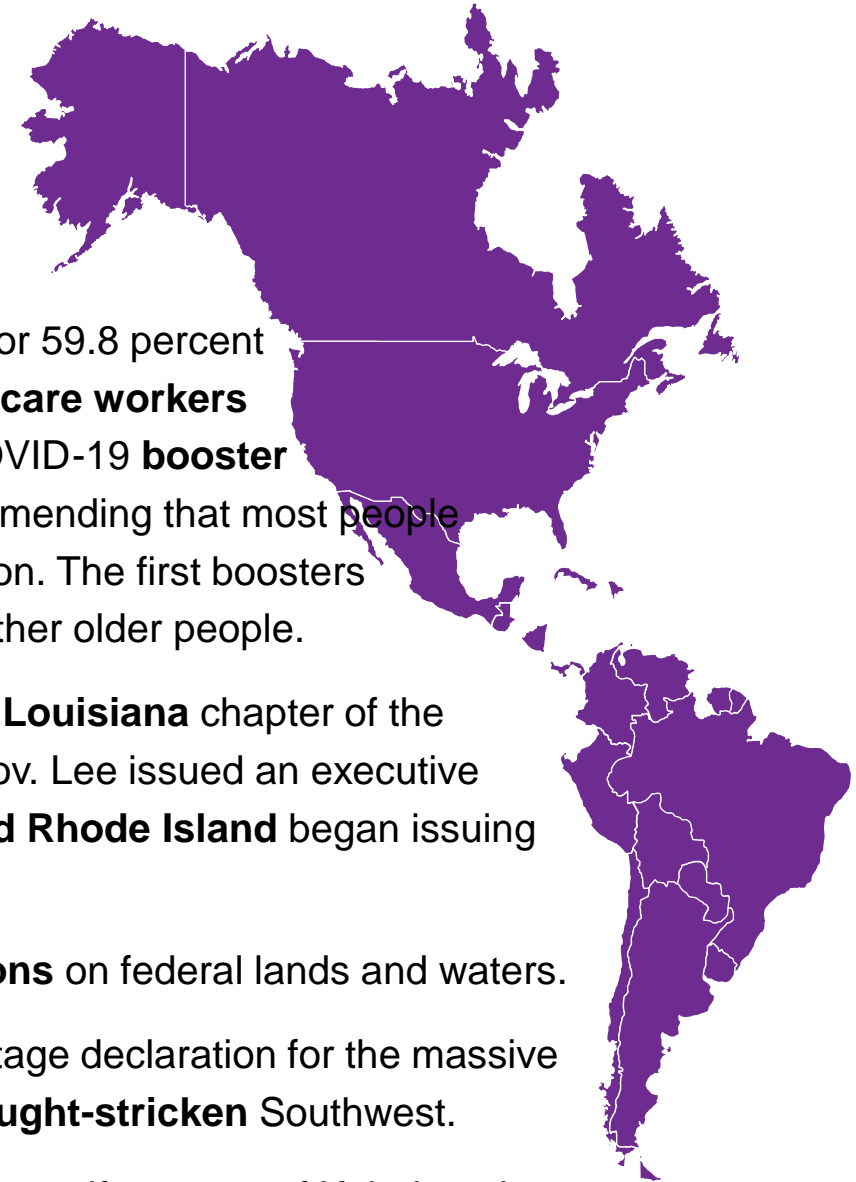 or 59.8 percent
care workers
OVID-19 booster
mending that most people
on. The first boosters
ther older people.
Louisiana chapter of the
ov. Lee issued an executive
d Rhode Island began issuing
ons on federal lands and waters.
tage declaration for the massive
ught-stricken Southwest.